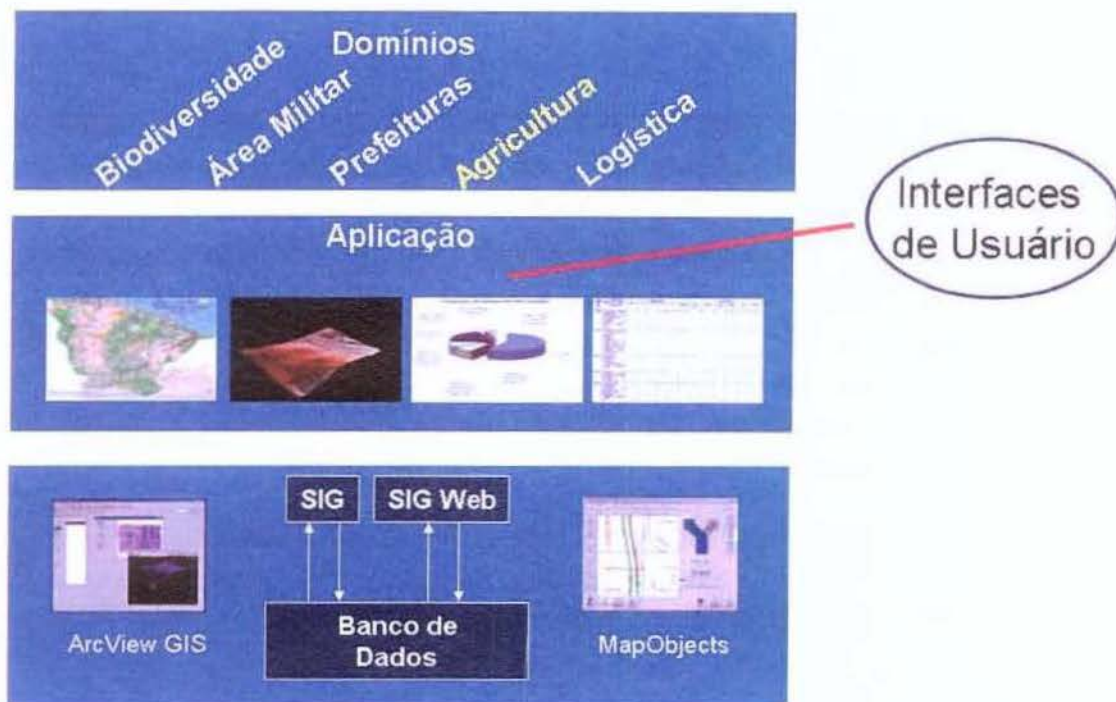 Domínios
Biodiversidade
Área Militar
Prefeituras
Agricultura
Logística
Interfaces
de Usuário
Aplicação
SIG
SIG Web
Banco de
Dados
ArcView GIS
MapObjects